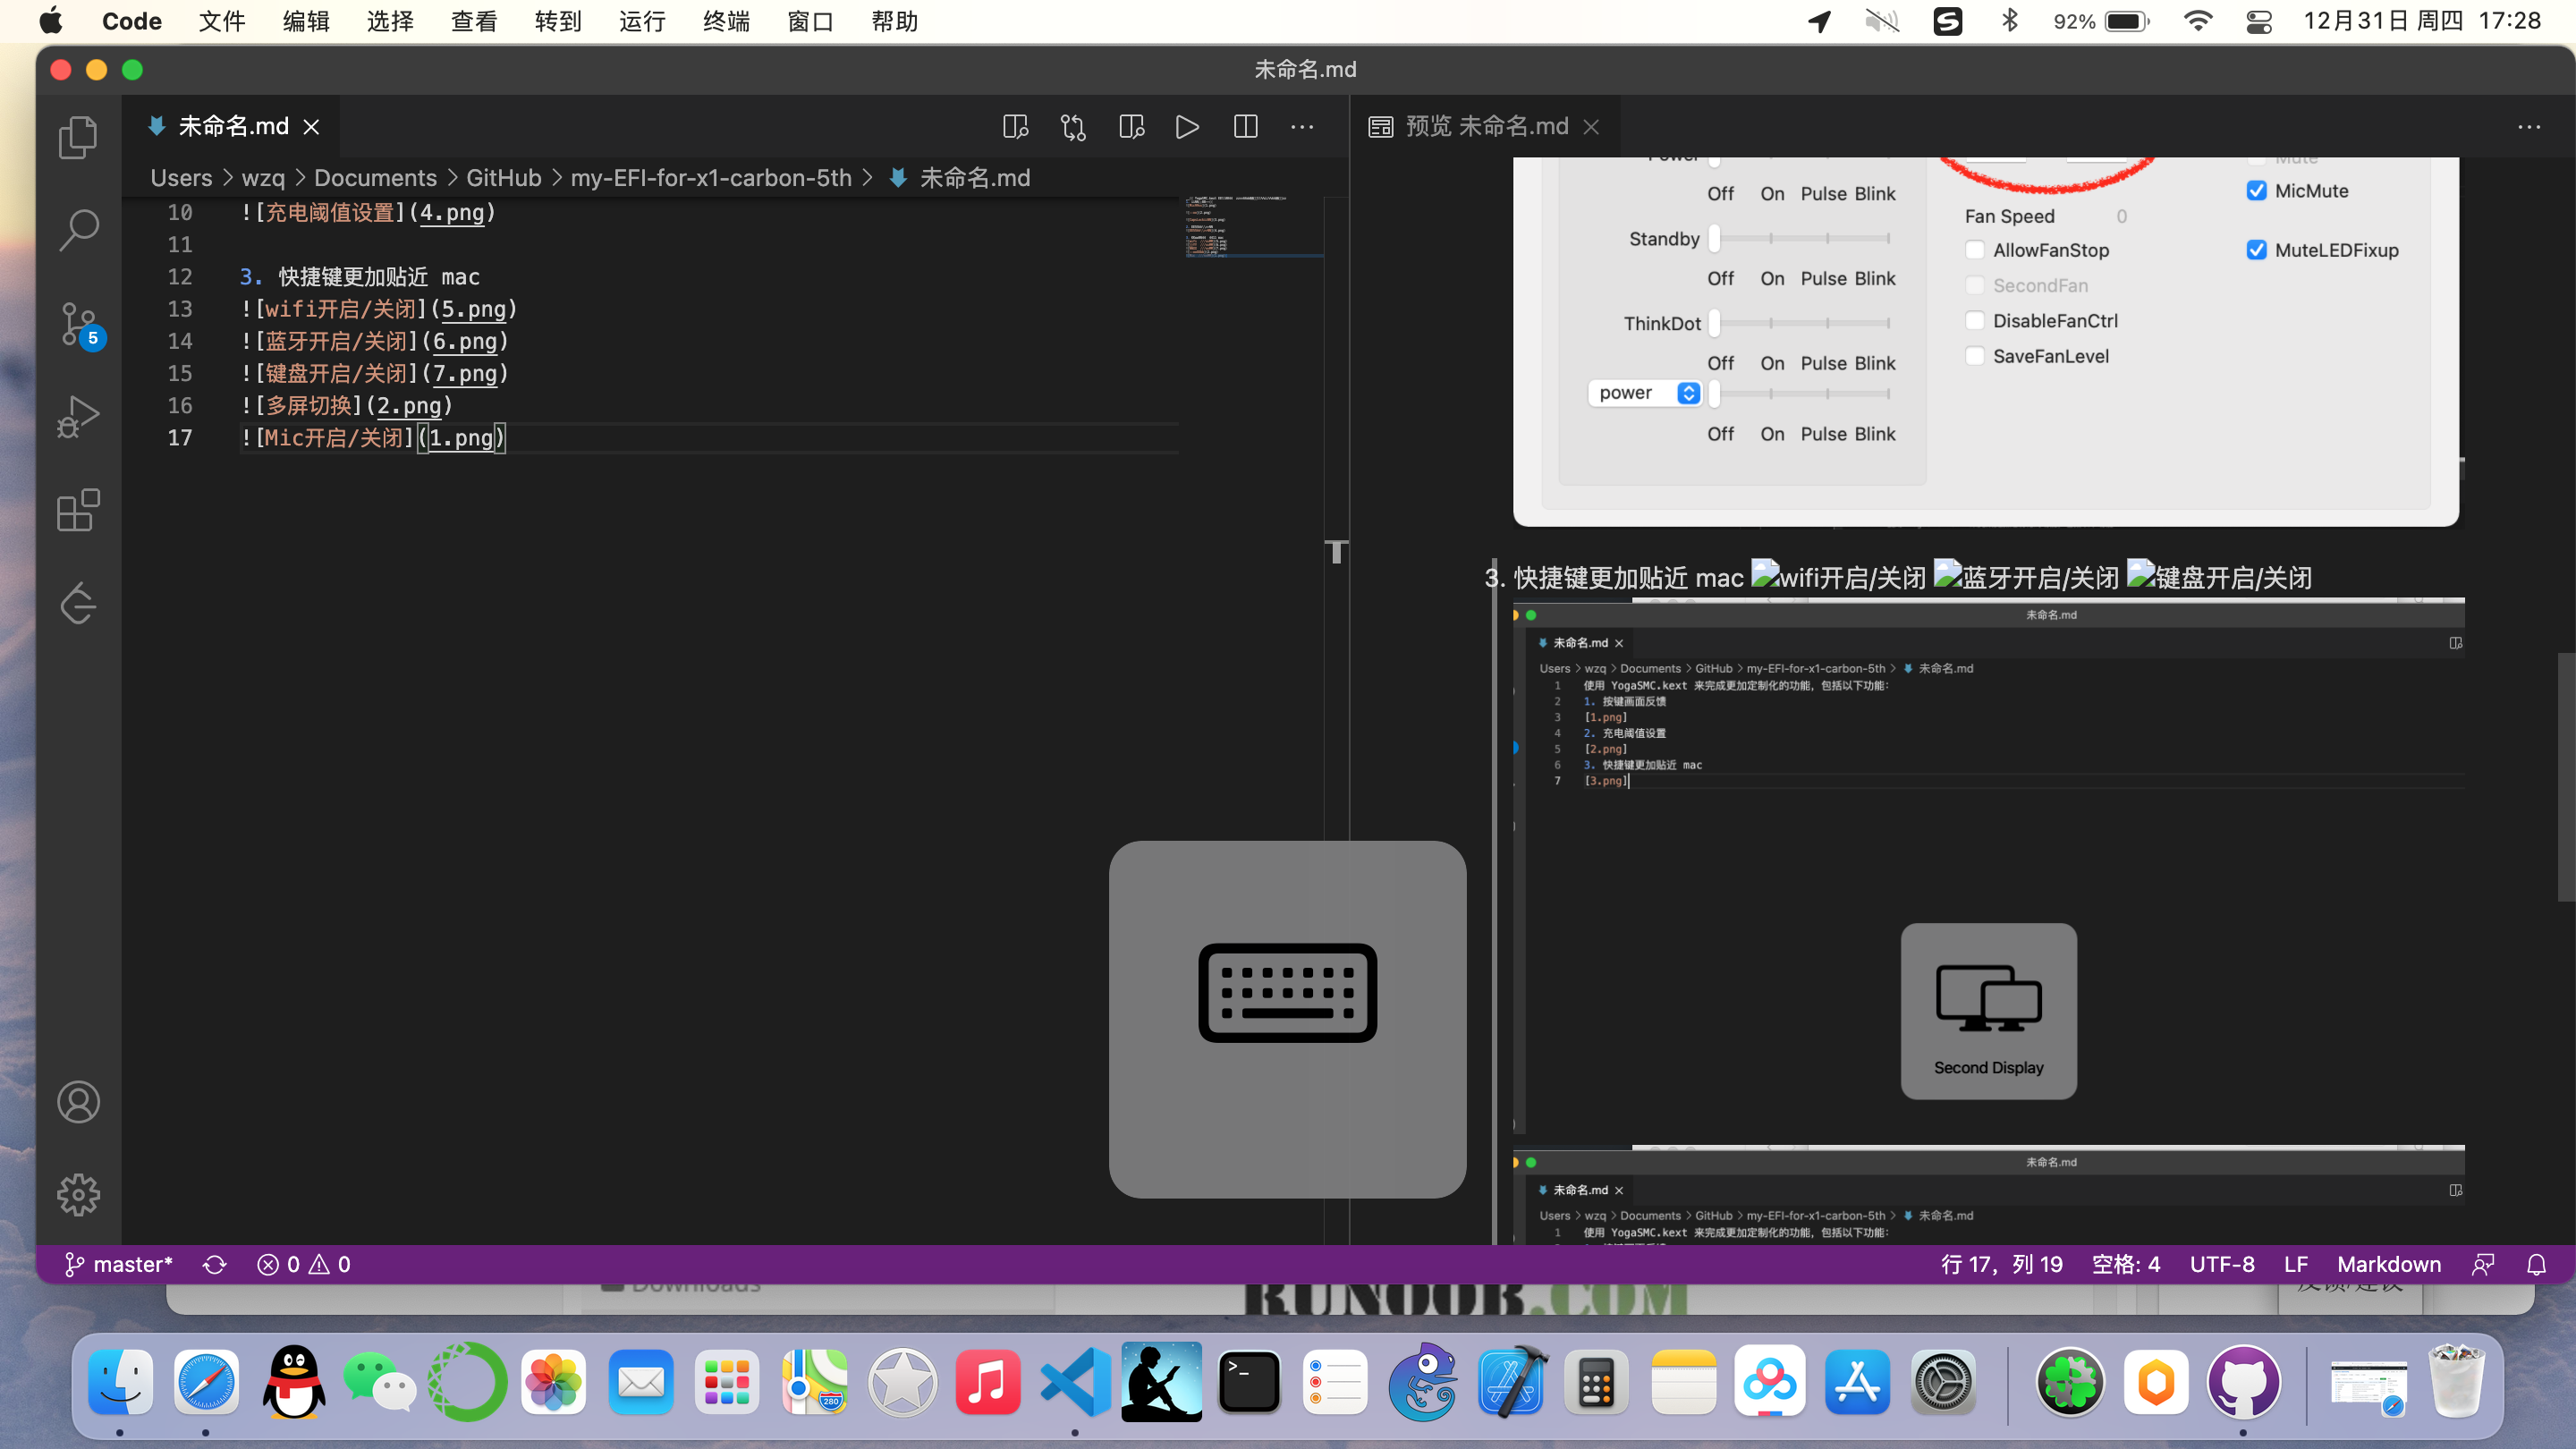 Code 文件 编辑 选择 查看 转到 运行 终端 窗口 帮助
92% 12月31日 周四 17:28
未命名.md
未命名.md
预览 未命名.md
Users > wzq > Documents > GitHub > my-EFI-for-x1-carbon-5th > 未命名.md
10 ![充电阈值设置](4.png)
11
12 3. 快捷键更加贴近 mac
13 ![wifi开启/关闭](5.png)
14 ![蓝牙开启/关闭](6.png)
15 ![键盘开启/关闭](7.png)
16 ![多屏切换](2.png)
17 ![Mic开启/关闭](1.png)
5
Power
Off On Pulse Blink
Standby
Off On Pulse Blink
ThinkDot
Off On Pulse Blink
power
Off On Pulse Blink
Fan Speed 0
AllowFanStop
SecondFan
DisableFanCtrl
SaveFanLevel
Mute
MicMute
MuteLEDFixup
3. 快捷键更加贴近 mac wifi开启/关闭 蓝牙开启/关闭 键盘开启/关闭
未命名.md
未命名.md
Users > wzq > Documents > GitHub > my-EFI-for-x1-carbon-5th > 未命名.md
1 使用 YogaSMC.kext 来完成更加定制化的功能，包括以下功能：
2 1. 按键画面反馈
3 [1.png]
4 2. 充电阈值设置
5 [2.png]
6 3. 快捷键更加贴近 mac
7 [3.png]
Second Display
未命名.md
未命名.md
Users > wzq > Documents > GitHub > my-EFI-for-x1-carbon-5th > 未命名.md
1 使用 YogaSMC.kext 来完成更加定制化的功能，包括以下功能：
master* 0 0
行 17，列 19 空格: 4 UTF-8 LF Markdown
Downloads
RUNOOB.COM
反馈/建议
280